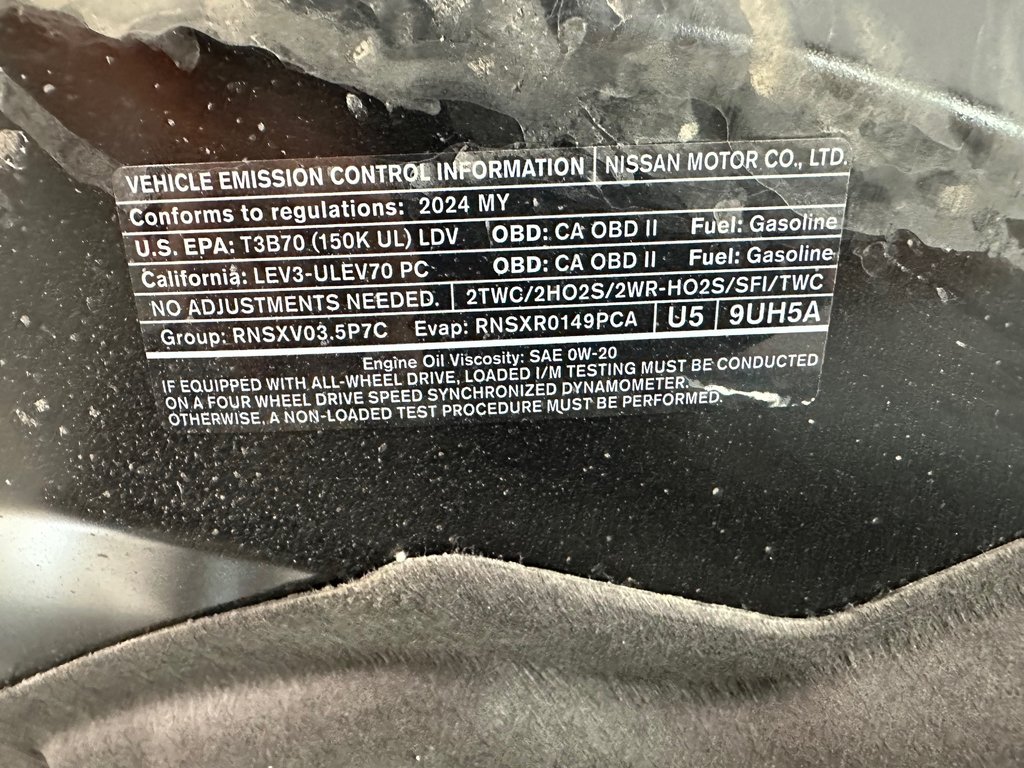 VEHICLE EMISSION CONTROL INFORMATION NISSAN MOTOR CO., LTD.
Conforms to regulations: 2024 MY
U.S. EPA: T3B70 (150K UL) LDV OBD: CA OBD II Fuel: Gasoline
California: LEV3-ULEV70 PC OBD: CA OBD II Fuel: Gasoline
NO ADJUSTMENTS NEEDED. 2TWC/2HO2S/2WR-HO2S/SFI/TWC
Group: RNSXV03.5P7C Evap: RNSXR0149PCA U5 9UH5A
Engine Oil Viscosity: SAE 0W-20
IF EQUIPPED WITH ALL-WHEEL DRIVE, LOADED I/M TESTING MUST BE CONDUCTED
ON A FOUR WHEEL DRIVE SPEED SYNCHRONIZED DYNAMOMETER.
OTHERWISE, A NON-LOADED TEST PROCEDURE MUST BE PERFORMED.